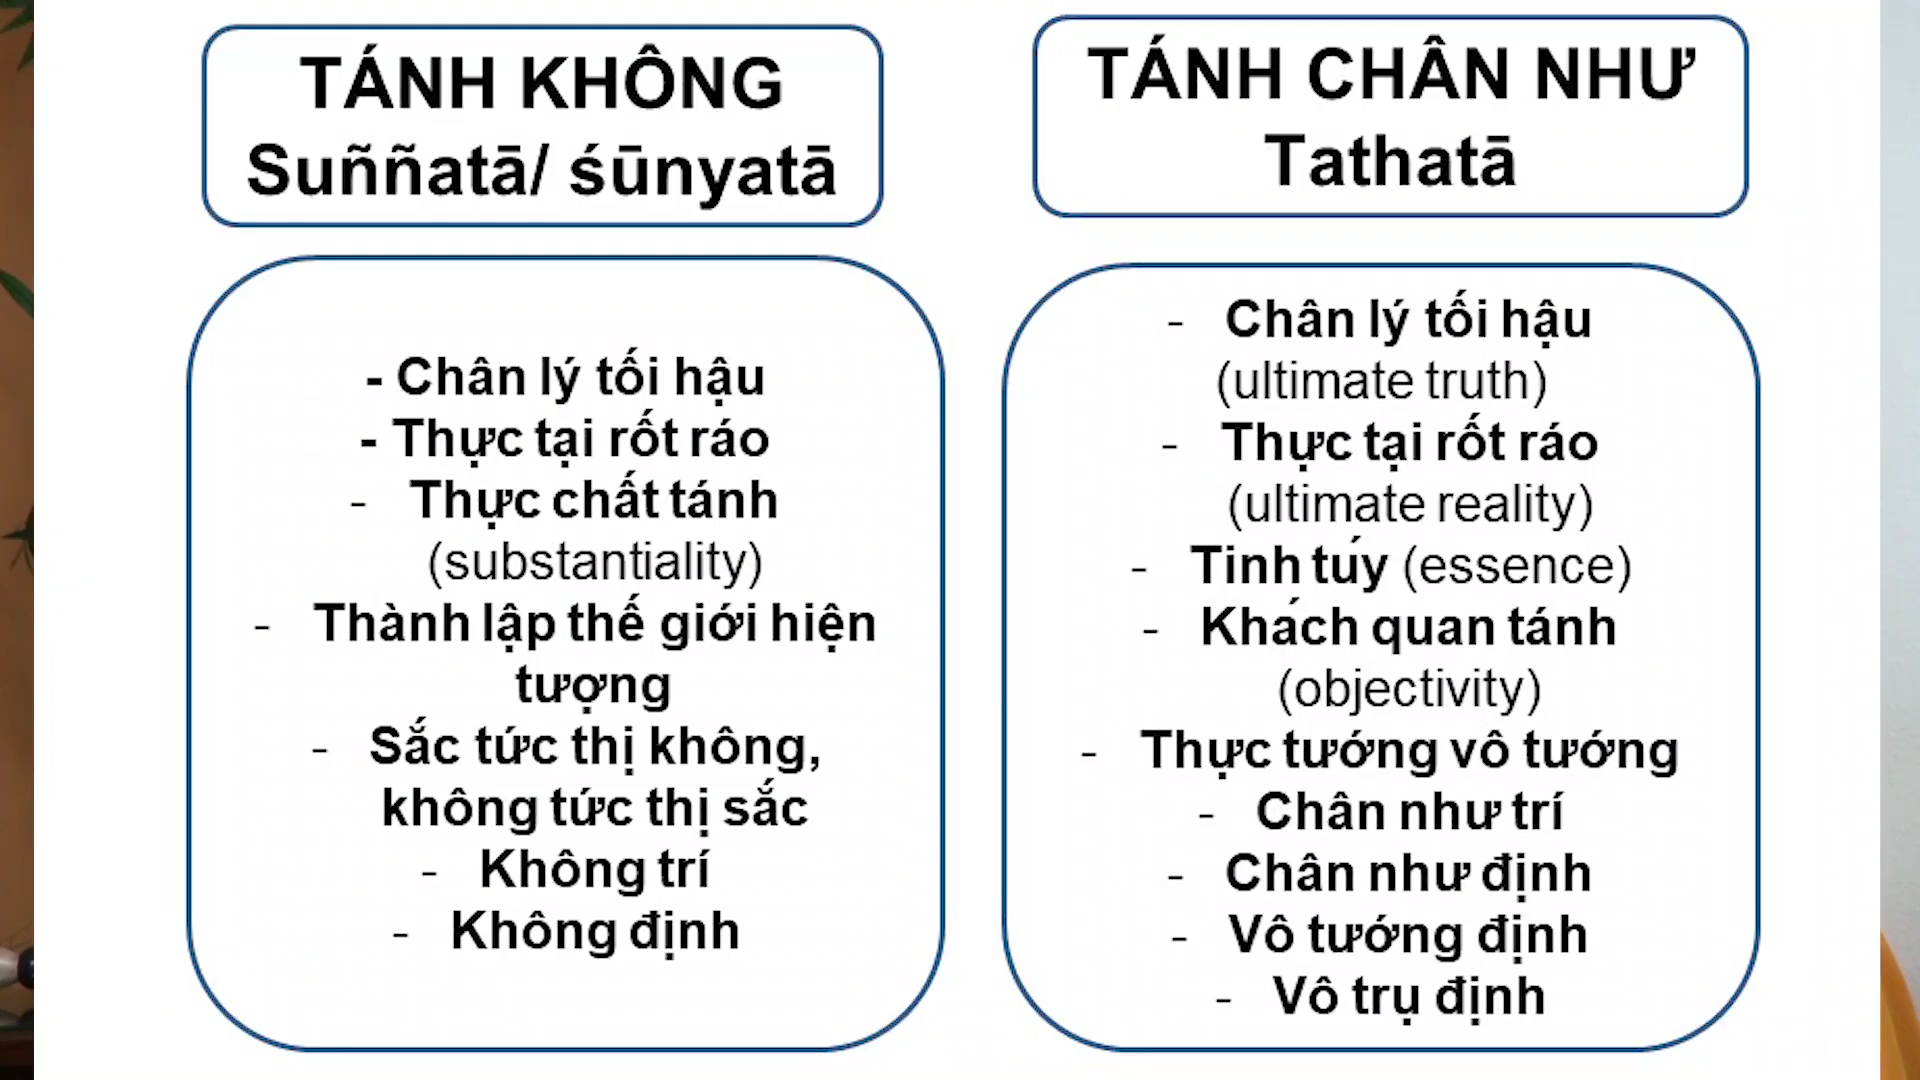 TÁNH KHÔNG
Suññatā/ śūnyatā
- Chân lý tối hậu
- Thực tại rốt ráo
- Thực chất tánh
(substantiality)
- Thành lập thế giới hiện
tượng
- Sắc tức thị không,
không tức thị sắc
- Không trí
- Không định
TÁNH CHÂN NHƯ
Tathatā
- Chân lý tối hậu
(ultimate truth)
- Thực tại rốt ráo
(ultimate reality)
- Tinh túy (essence)
- Khách quan tánh
(objectivity)
- Thực tướng vô tướng
- Chân như trí
- Chân như định
- Vô tướng định
- Vô trụ định